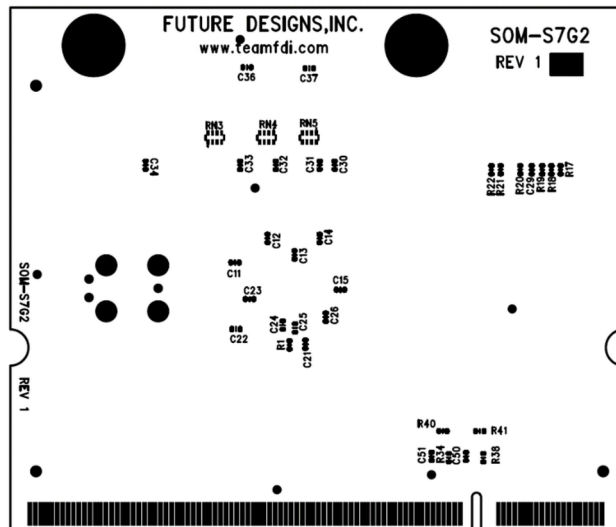 FUTURE DESIGNS,INC.
www.teamfdi.com
SOM-S7G2
REV 1
C36
C37
RN3
RN4
RN5
C34
C33
C32
C31
C30
R22
R21
R20
C29
R19
R18
R17
C12
C14
C13
C11
C15
C23
SOM-S7G2
C26
C24
C25
C22
R1
C21
REV 1
R40
R41
C51
R34
C50
R38